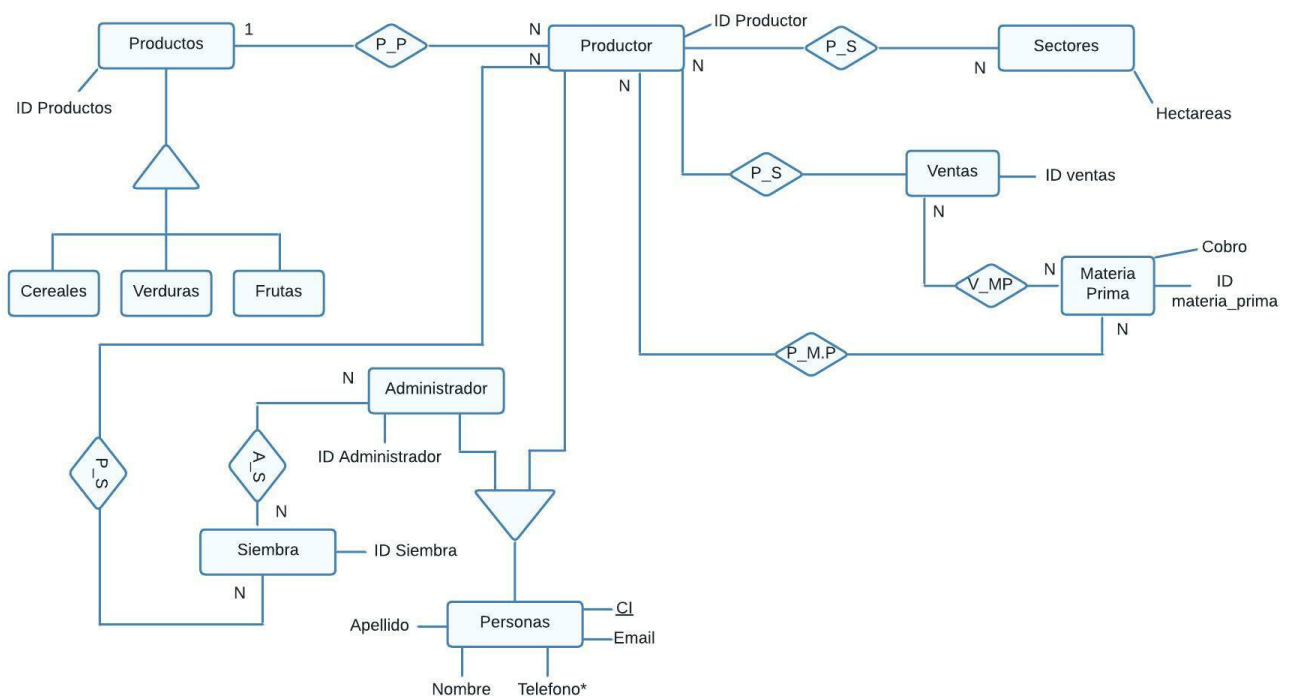 ID Productor
1
N
Productos
P_P
Productor
P_S
Sectores
N
N
N
N
ID Productos
Hectareas
P_S
Ventas
ID ventas
N
Cobro
N
Materia
Prima
V_MP
ID
materia_prima
Cereales
Verduras
Frutas
N
P_M.P
N
Administrador
ID Administrador
P_S
A_S
N
Siembra
ID Siembra
N
CI
Personas
Apellido
Email
Nombre
Telefono*